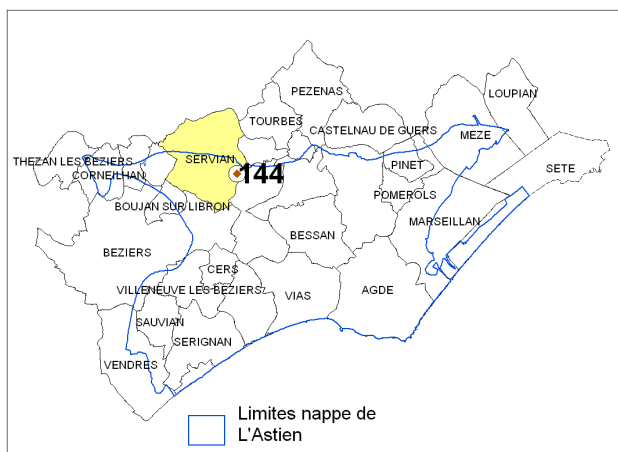 LOUPIAN
PEZENAS
TOURBES
CASTELNAU DE GUERS
MEZE
THEZAN LES BEZIERS
SERVIAN
PINET
SETE
CORNEILHAN
144
POMEROLS
BOUJAN SUR LIBRON
MARSEILLAN
BESSAN
BEZIERS
CERS
VILLENEUVE LES BEZIERS
VIAS
AGDE
SAUVIAN
SERIGNAN
VENDRES
Limites nappe de
L'Astien